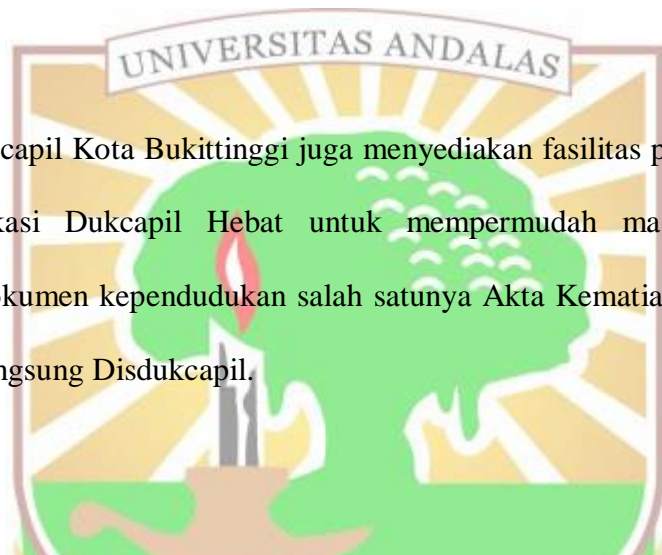 UNIVERSITAS ANDALAS
capil Kota Bukittinggi juga menyediakan fasilitas p
kasi Dukcapil Hebat untuk mempermudah ma
okumen kependudukan salah satunya Akta Kematia
ngsung Disdukcapil.